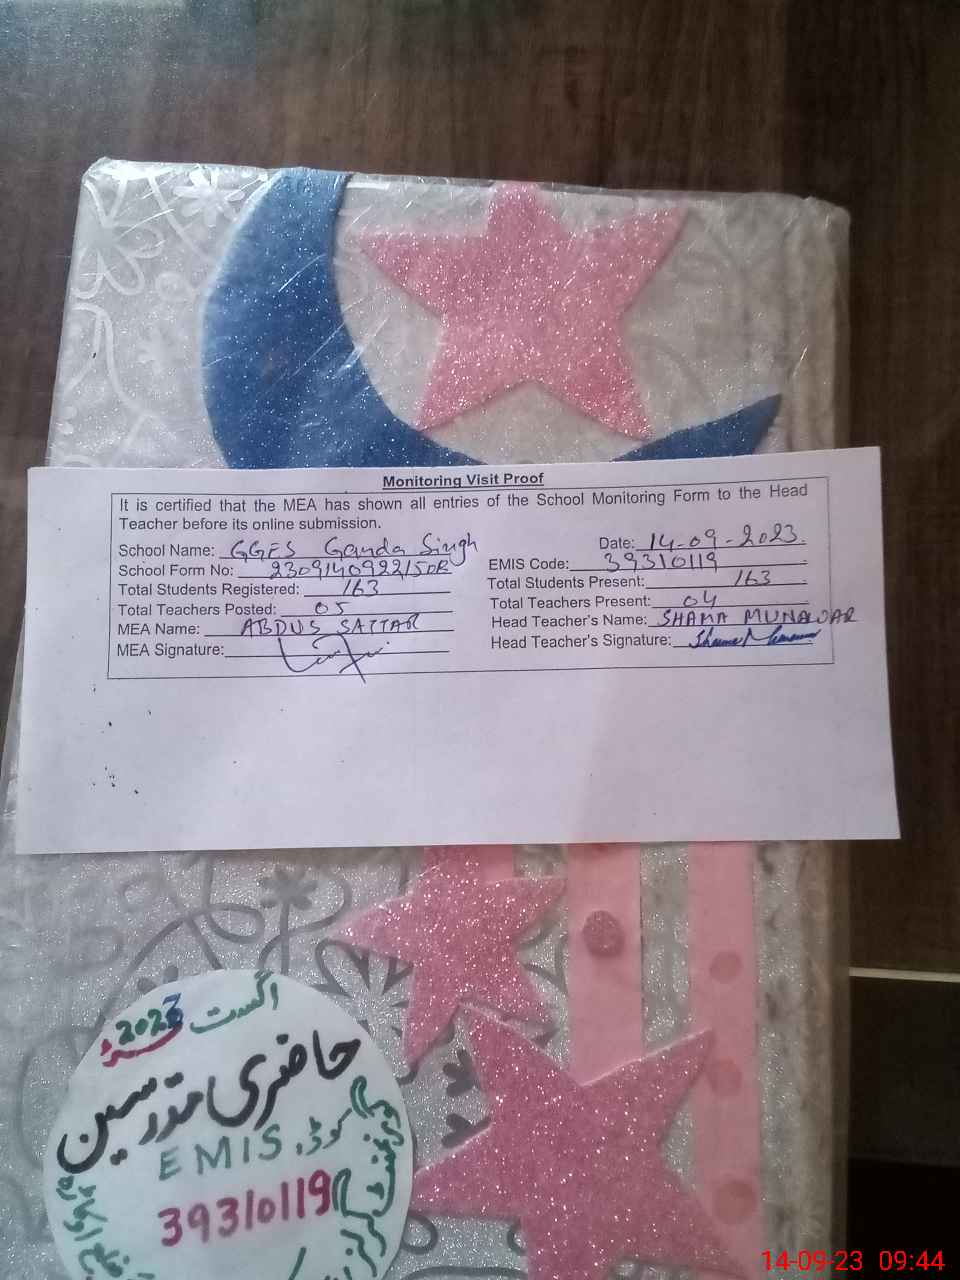 Monitoring Visit Proof
It is certified that the MEA has shown all entries of the School Monitoring Form to the Head
Teacher before its online submission.
School Name: GGES Ganda Singh
Date: 14-09-2023.
School Form No:
EMIS Code: 39310119
Total Students Registered: 163
Total Students Present: 163
Total Teachers Posted: 05
Total Teachers Present: 04
MEA Name: ABDUS SATTAR
Head Teacher's Name: SHAMA MUNAWAR
MEA Signature:
Head Teacher's Signature:
اگست 2023
حاضری مدرسین
EMIS کوڈ
39310119
گورنمنٹ گرلز
14-09-23 09:44